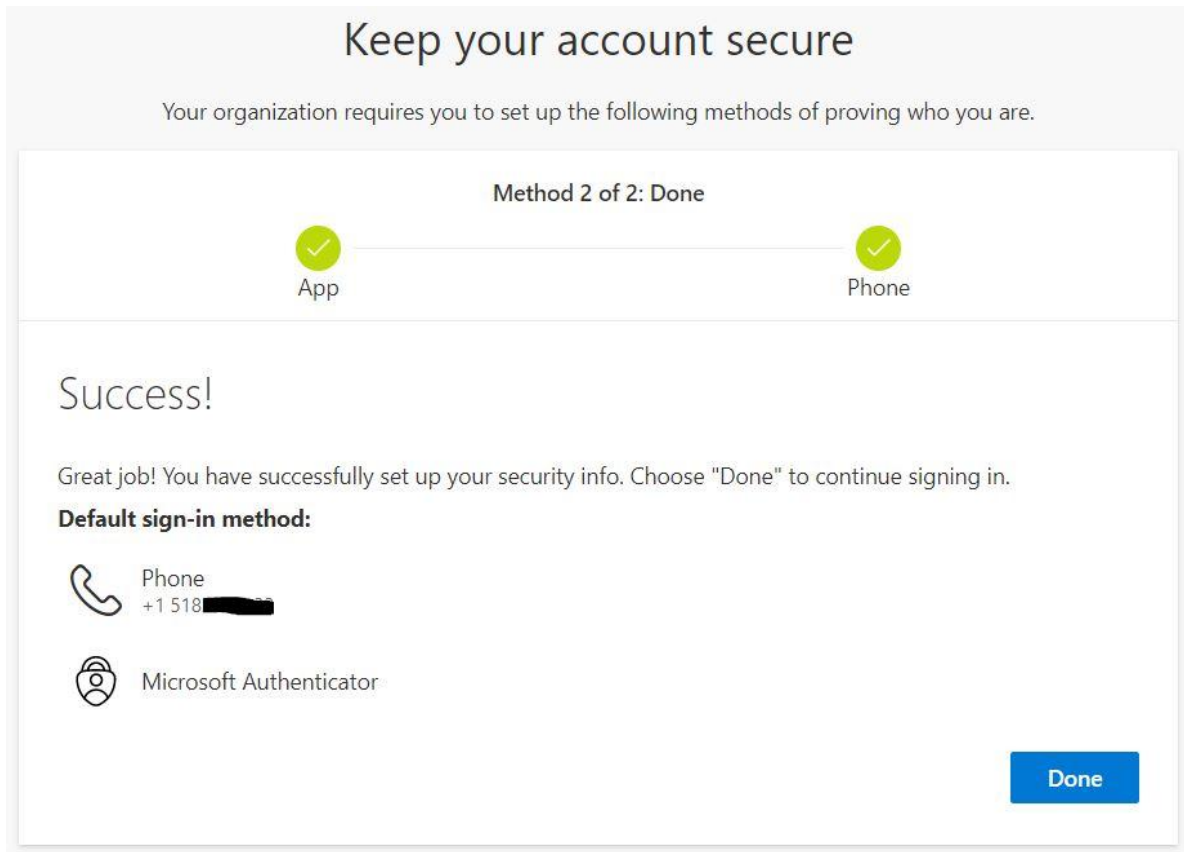 Keep your account secure
Your organization requires you to set up the following methods of proving who you are.
Method 2 of 2: Done
App
Phone
Success!
Great job! You have successfully set up your security info. Choose "Done" to continue signing in.
Default sign-in method:
Phone
+1 518
Microsoft Authenticator
Done